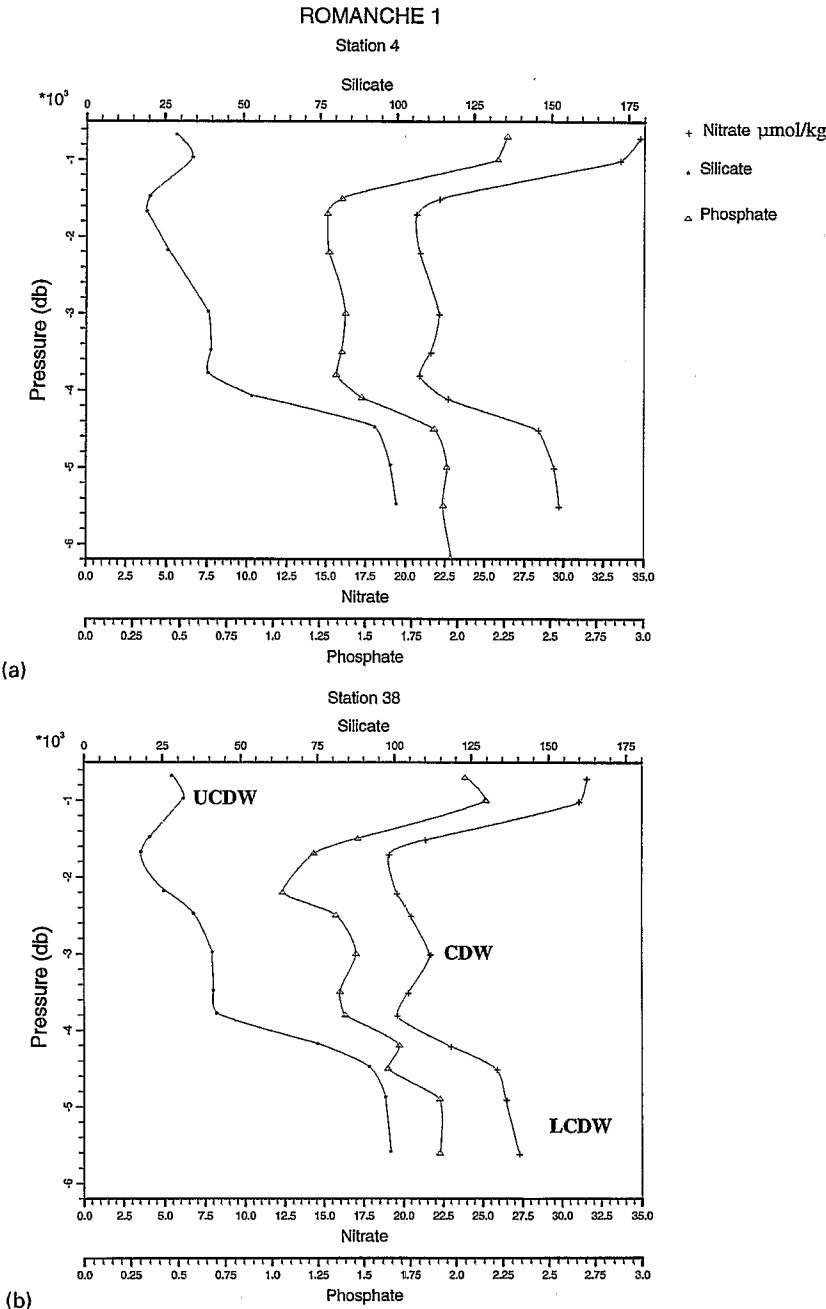 ROMANCHE 1
Station 4
Silicate
*10³
0 25 50 75 100 125 150 175
+ Nitrate µmol/kg
Silicate
Phosphate
Pressure (db)
-1
-2
-3
-4
-5
-6
0.0 2.5 5.0 7.5 10.0 12.5 15.0 17.5 20.0 22.5 25.0 27.5 30.0 32.5 35.0
Nitrate
0.0 0.25 0.5 0.75 1.0 1.25 1.5 1.75 2.0 2.25 2.5 2.75 3.0
Phosphate
(a)
Station 38
Silicate
*10³
0 25 50 75 100 125 150 175
UCDW
CDW
LCDW
Pressure (db)
-1
-2
-3
-4
-5
-6
0.0 2.5 5.0 7.5 10.0 12.5 15.0 17.5 20.0 22.5 25.0 27.5 30.0 32.5 35.0
Nitrate
0.0 0.25 0.5 0.75 1.0 1.25 1.5 1.75 2.0 2.25 2.5 2.75 3.0
Phosphate
(b)